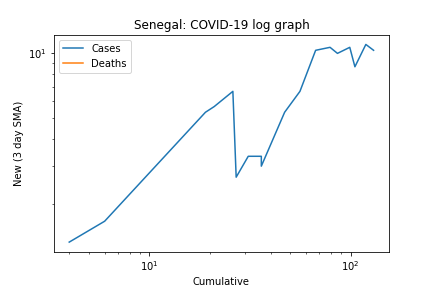 Senegal: COVID-19 log graph
Cases
Deaths
New (3 day SMA)
10¹
10¹
10²
Cumulative